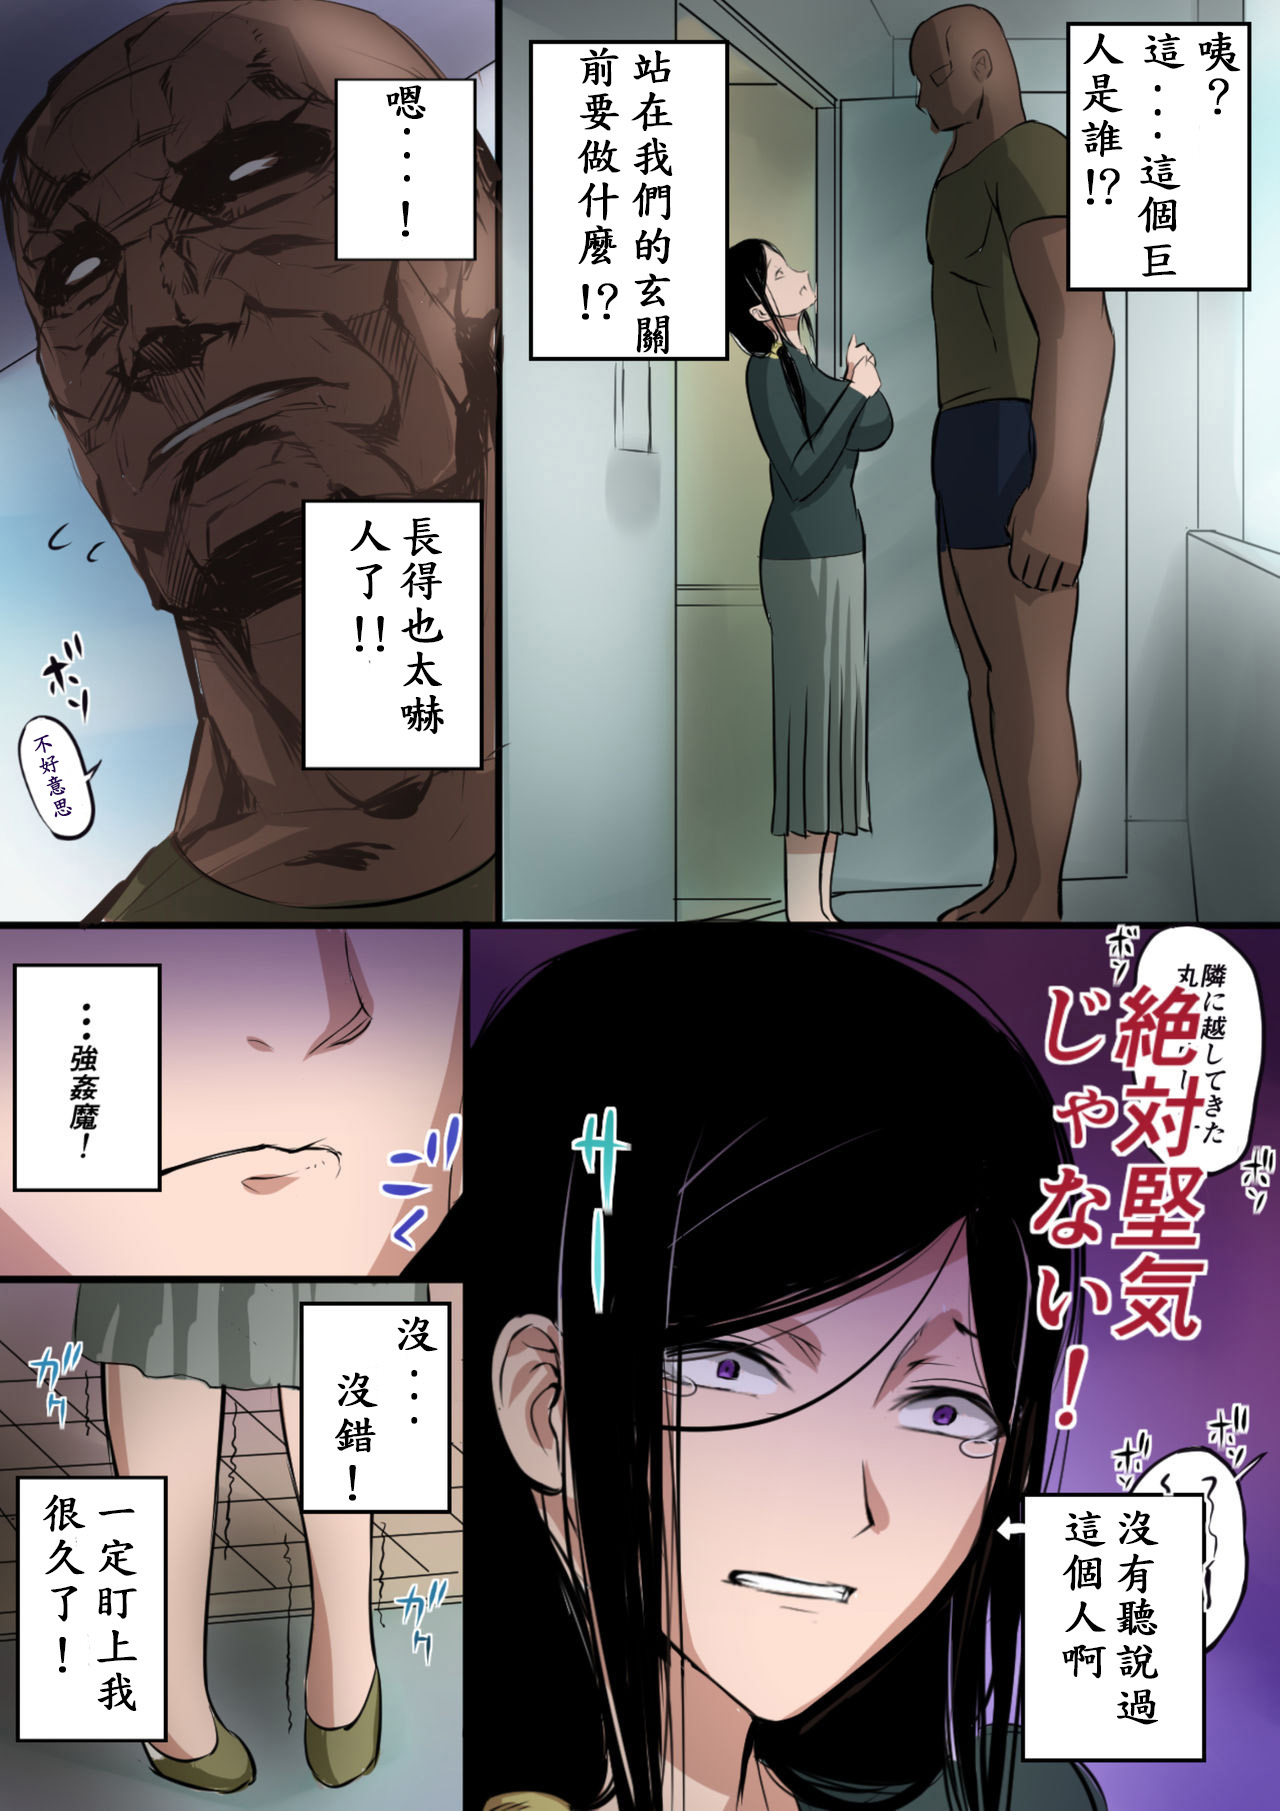 咦？
這...這個巨
人是誰!?
站在我們的玄關
前要做什麼!?
嗯....！
長得也太嚇
人了!!
ボソ
不好意思
隣に越してきた
丸
ボソ
ボソ
絶対堅気
じゃない！
サー
ボソ
ボソ
沒有聽說過
這個人啊
...強姦魔！
ビク
沒...
沒錯！
ガク
ガク
一定盯上我
很久了！